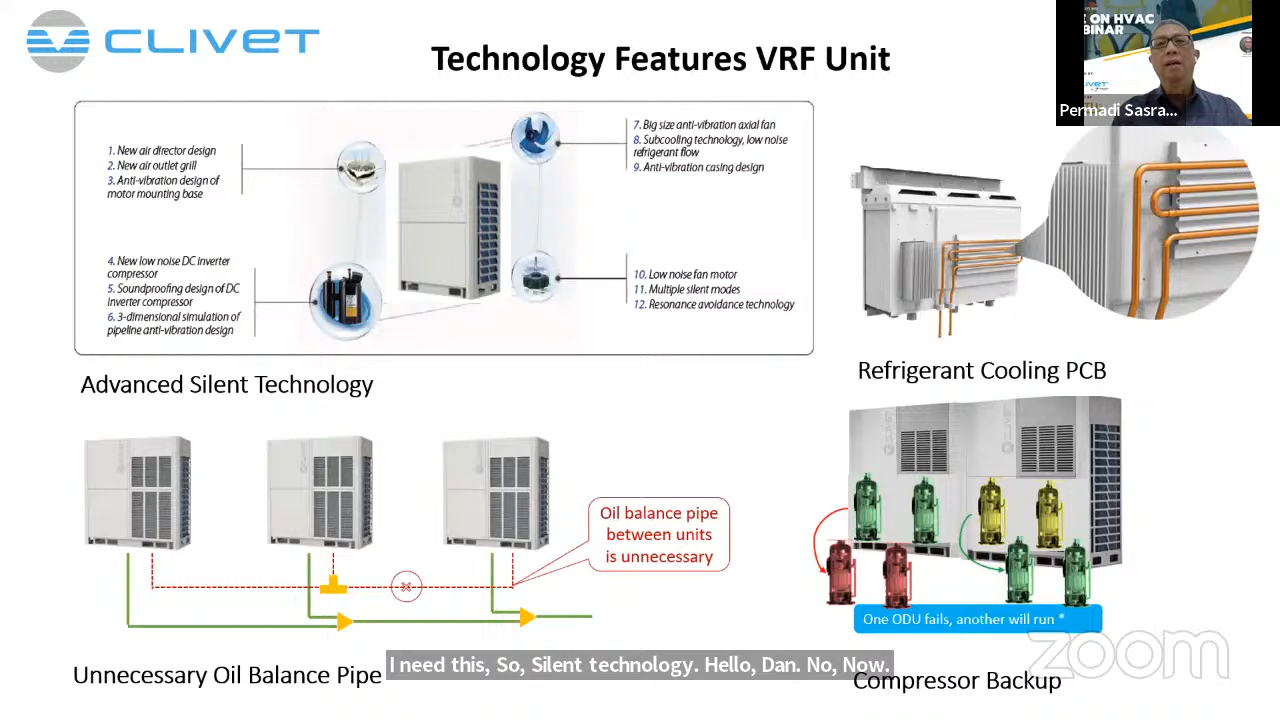 CLIVET
Technology Features VRF Unit
E ON HVAC
BINAR
Permadi Sasra...
1. New air director design
2. New air outlet grill
3. Anti-vibration design of
motor mounting base
4. New low noise DC inverter
compressor
5. Soundproofing design of DC
inverter compressor
6. 3-dimensional simulation of
pipeline anti-vibration design
7. Big size anti-vibration axial fan
8. Subcooling technology, low noise
refrigerant flow
9. Anti-vibration casing design
10. Low noise fan motor
11. Multiple silent modes
12. Resonance avoidance technology
Advanced Silent Technology
Refrigerant Cooling PCB
Oil balance pipe
between units
is unnecessary
One ODU fails, another will run *
Unnecessary Oil Balance Pipe
I need this, So, Silent technology. Hello, Dan. No, Now.
Compressor Backup
zoom